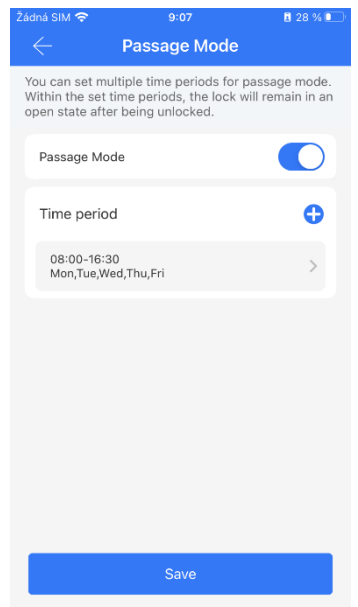 Žádná SIM 9:07 28 %
Passage Mode
You can set multiple time periods for passage mode.
Within the set time periods, the lock will remain in an
open state after being unlocked.
Passage Mode
Time period
08:00-16:30
Mon,Tue,Wed,Thu,Fri
Save